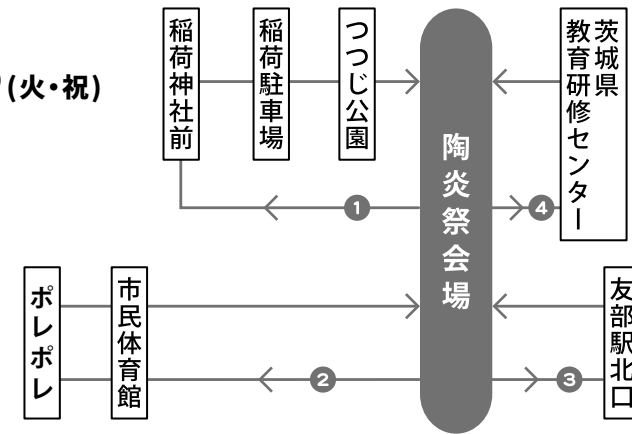 (火・祝)
稲荷神社前
稲荷駐車場
つつじ公園
陶炎祭会場
茨城県
教育研修センター
1
4
ポレポレ
市民体育館
友部駅北口
2
3